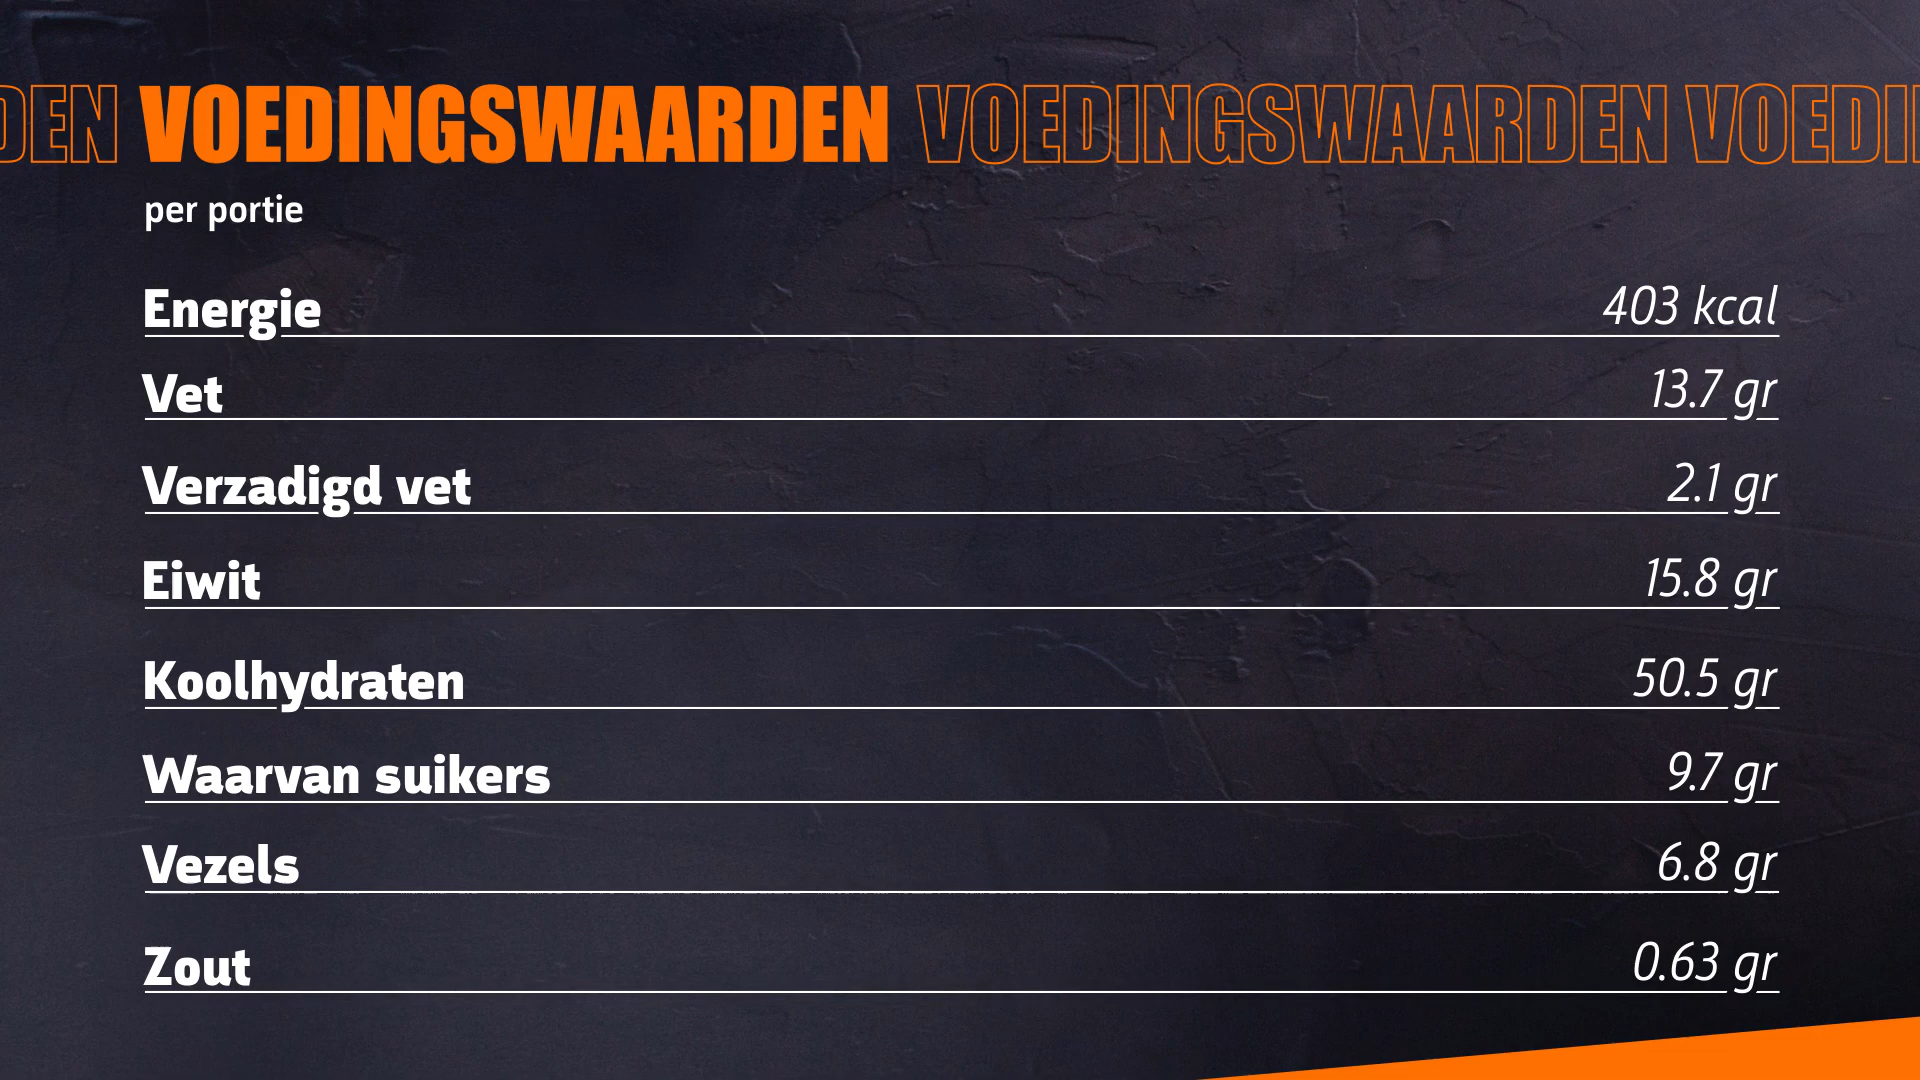 DEN VOEDINGSWAARDEN VOEDINGSWAARDEN VOEDI
per portie
Energie 403 kcal
Vet 13.7 gr
Verzadigd vet 2.1 gr
Eiwit 15.8 gr
Koolhydraten 50.5 gr
Waarvan suikers 9.7 gr
Vezels 6.8 gr
Zout 0.63 gr